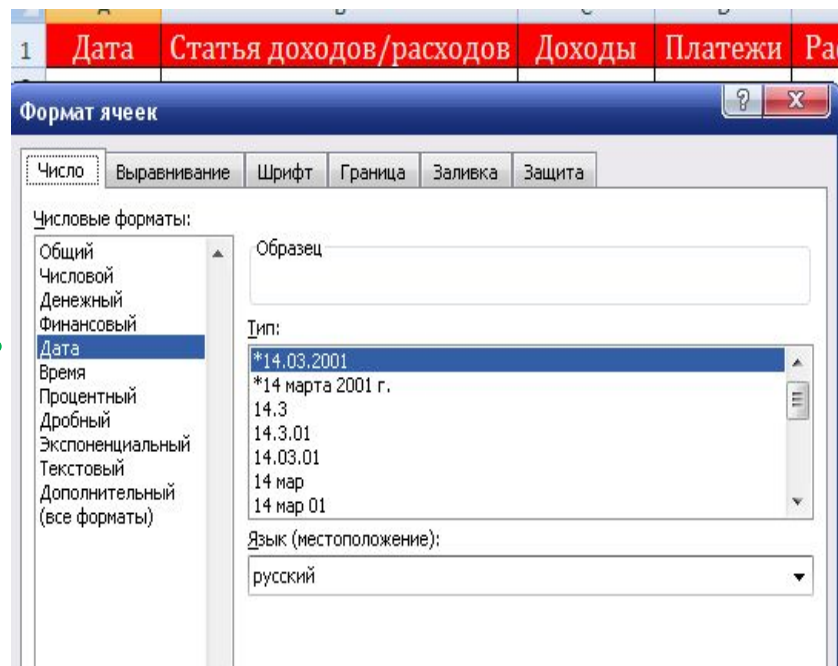 1 Дата Статья доходов/расходов Доходы Платежи
Формат ячеек
Число Выравнивание Шрифт Граница Заливка Защита
Числовые форматы:
Общий
Числовой
Денежный
Финансовый
Дата
Время
Процентный
Дробный
Экспоненциальный
Текстовый
Дополнительный
(все форматы)
Образец
Тип:
*14.03.2001
*14 марта 2001 г.
14.3
14.3.01
14.03.01
14 мар
14 мар 01
Язык (местоположение):
русский